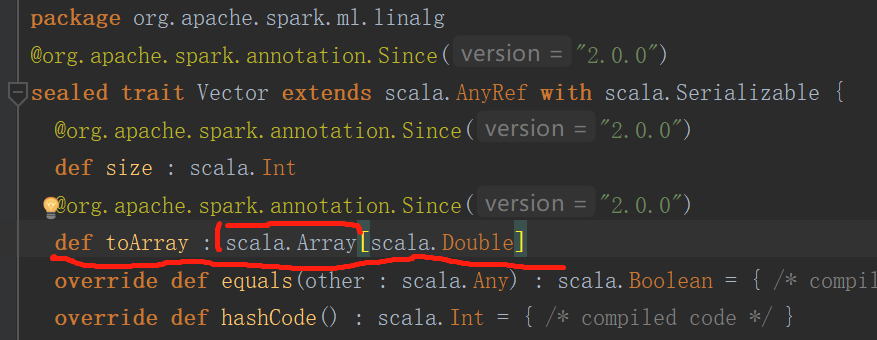 package org.apache.spark.ml.linalg
@org.apache.spark.annotation.Since( version = "2.0.0")
sealed trait Vector extends scala.AnyRef with scala.Serializable {
@org.apache.spark.annotation.Since( version = "2.0.0")
def size : scala.Int
@org.apache.spark.annotation.Since( version = "2.0.0")
def toArray : scala.Array[scala.Double]
override def equals(other : scala.Any) : scala.Boolean = { /* compil
override def hashCode() : scala.Int = { /* compiled code */ }